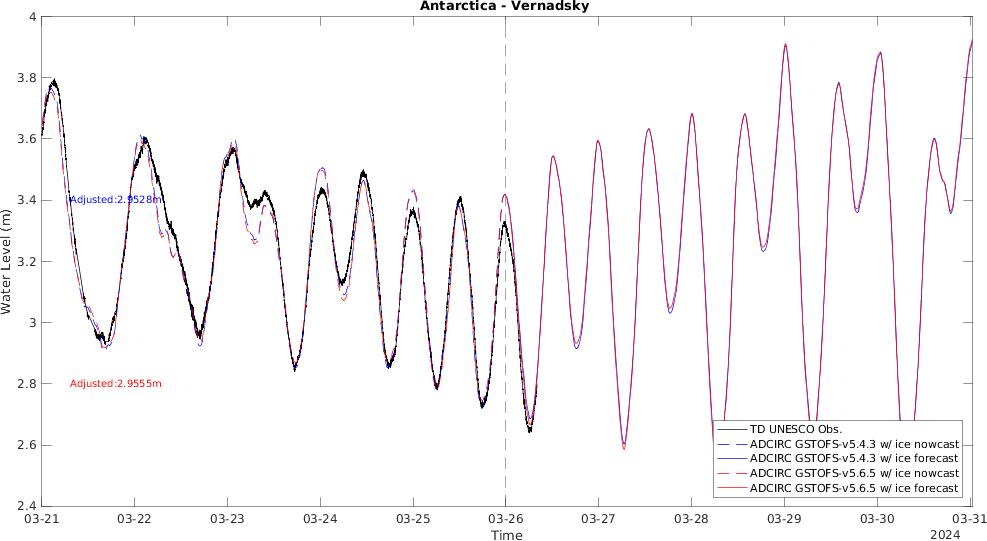 Antarctica - Vernadsky
4
3.8
3.6
3.4
3.2
3
2.8
2.6
2.4
Water Level (m)
Adjusted:2.9528m
Adjusted:2.9555m
TD UNESCO Obs.
ADCIRC GSTOFS-v5.4.3 w/ ice nowcast
ADCIRC GSTOFS-v5.4.3 w/ ice forecast
ADCIRC GSTOFS-v5.6.5 w/ ice nowcast
ADCIRC GSTOFS-v5.6.5 w/ ice forecast
03-21 03-22 03-23 03-24 03-25 03-26 03-27 03-28 03-29 03-30 03-31
Time
2024